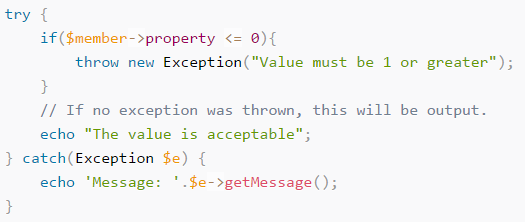 try {
    if($member->property <= 0){
        throw new Exception("Value must be 1 or greater");
    }
    // If no exception was thrown, this will be output.
    echo "The value is acceptable";
} catch(Exception $e) {
    echo 'Message: '.$e->getMessage();
}